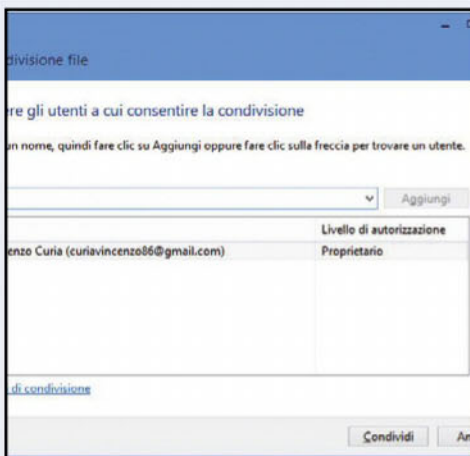 divisione file
ere gli utenti a cui consentire la condivisione
un nome, quindi fare clic su Aggiungi oppure fare clic sulla freccia per trovare un utente.
Aggiungi
Livello di autorizzazione
enzo Curia (curiavincenzo86@gmail.com) Proprietario
di condivisione
Condividi An